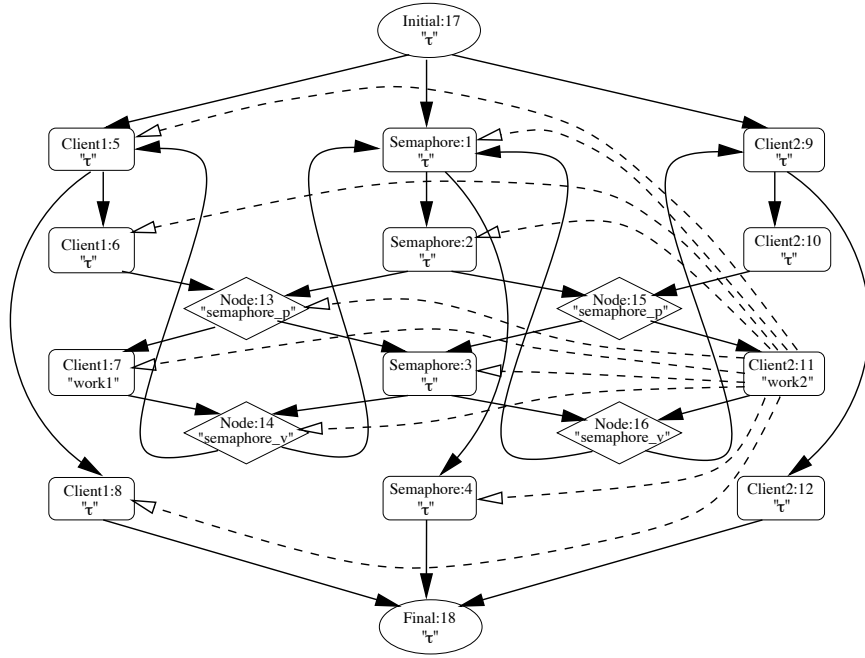 Initial:17
"τ"
Client1:5
"τ"
Semaphore:1
"τ"
Client2:9
"τ"
Client1:6
"τ"
Semaphore:2
"τ"
Client2:10
"τ"
Node:13
"semaphore_p"
Node:15
"semaphore_p"
Client1:7
"work1"
Semaphore:3
"τ"
Client2:11
"work2"
Node:14
"semaphore_v"
Node:16
"semaphore_v"
Client1:8
"τ"
Semaphore:4
"τ"
Client2:12
"τ"
Final:18
"τ"